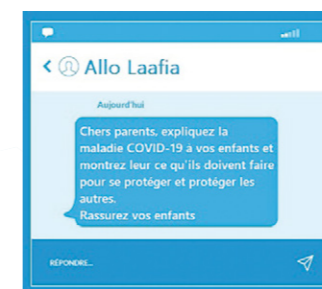 Allo Laafia
Aujourd'hui
Chers parents, expliquez la
maladie COVID-19 à vos enfants et
montrez leur ce qu'ils doivent faire
pour se protéger et protéger les
autres.
Rassurez vos enfants
RÉPONDRE...